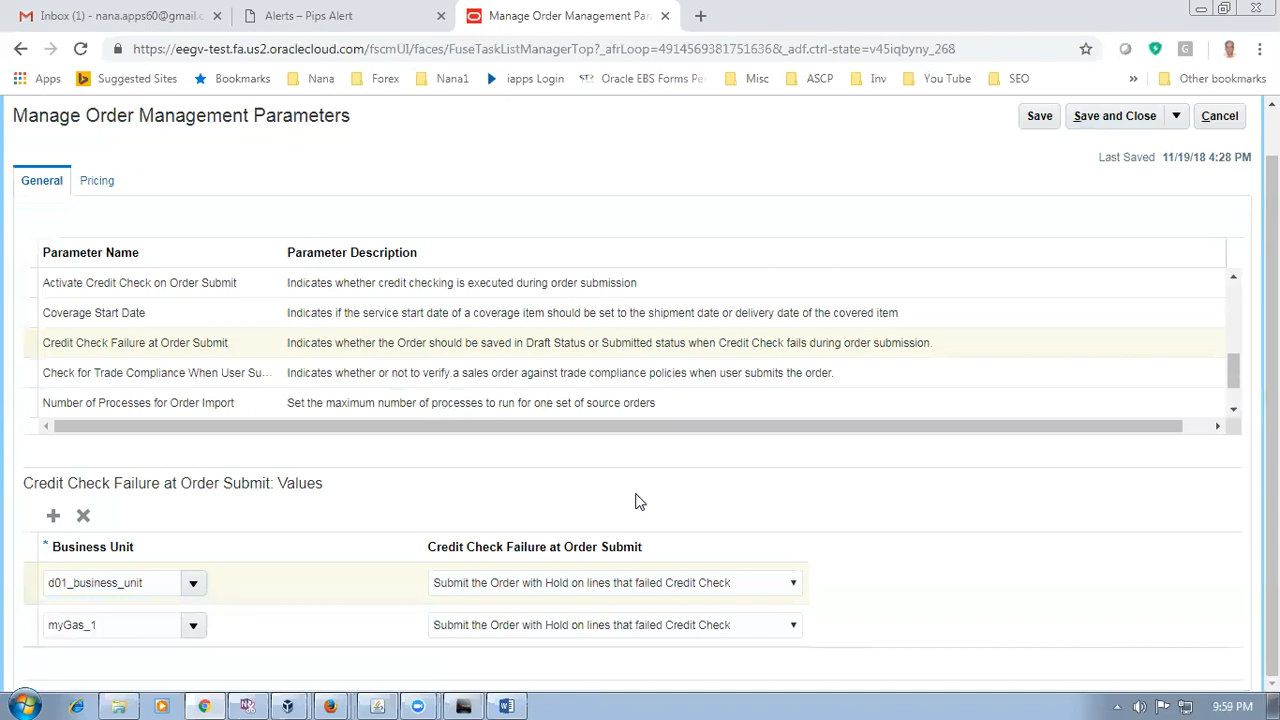 Inbox (1) - nana.apps60@gmail.c
Alerts – Pips Alert
Manage Order Management Par
https://eegv-test.fa.us2.oraclecloud.com/fscmUI/faces/FuseTaskListManagerTop?_afrLoop=49145693817516366&_adf.ctrl-state=v45iqbyny_268
Apps
Suggested Sites
Bookmarks
Nana
Forex
Nana1
iapps Login
Oracle EBS Forms Pe
Misc
ASCP
Inv
You Tube
SEO
»
Other bookmarks
Manage Order Management Parameters
Save
Save and Close
Cancel
Last Saved 11/19/18 4:28 PM
General
Pricing
Parameter Name
Parameter Description
Activate Credit Check on Order Submit
Indicates whether credit checking is executed during order submission
Coverage Start Date
Indicates if the service start date of a coverage item should be set to the shipment date or delivery date of the covered item
Credit Check Failure at Order Submit
Indicates whether the Order should be saved in Draft Status or Submitted status when Credit Check fails during order submission.
Check for Trade Compliance When User Su...
Indicates whether or not to verify a sales order against trade compliance policies when user submits the order.
Number of Processes for Order Import
Set the maximum number of processes to run for one set of source orders
Credit Check Failure at Order Submit: Values
* Business Unit
Credit Check Failure at Order Submit
d01_business_unit
Submit the Order with Hold on lines that failed Credit Check
myGas_1
Submit the Order with Hold on lines that failed Credit Check
9:59 PM